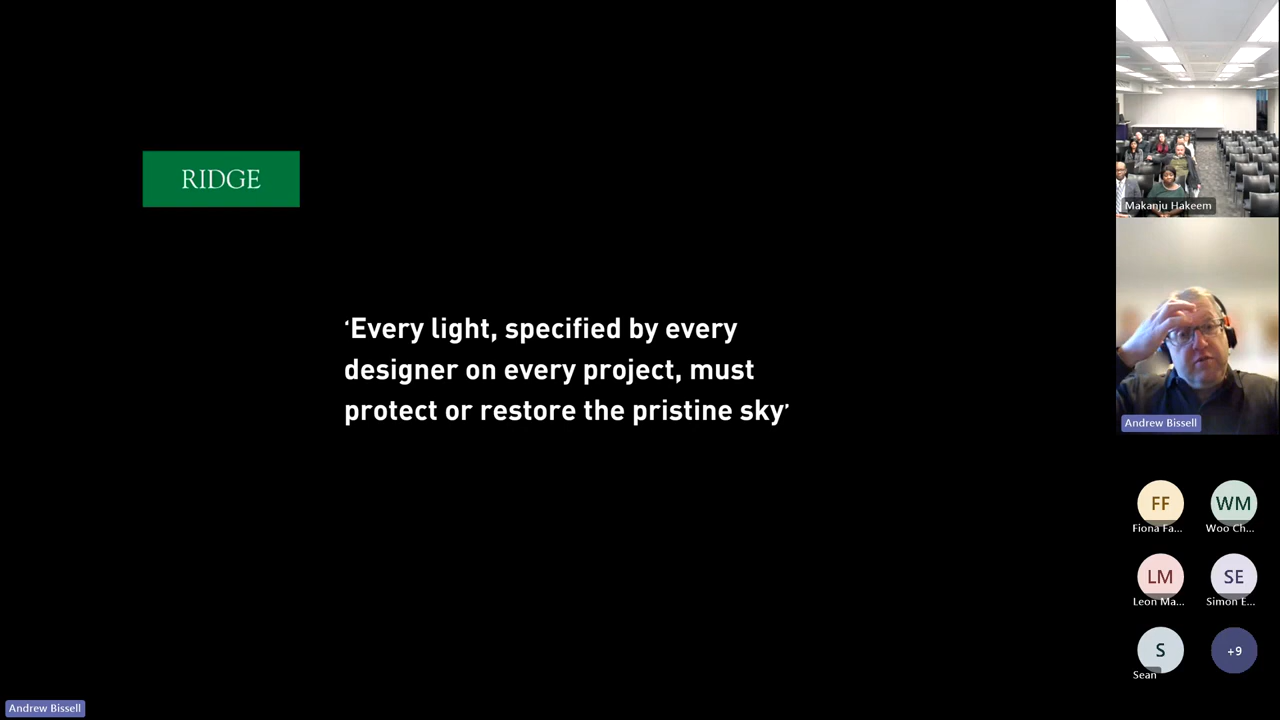 RIDGE
‘Every light, specified by every
designer on every project, must
protect or restore the pristine sky’
Andrew Bissell
Makanju Hakeem
Andrew Bissell
FF
Fiona Fa...
WM
Woo Ch...
LM
Leon Ma...
SE
Simon E...
S
Sean
+9